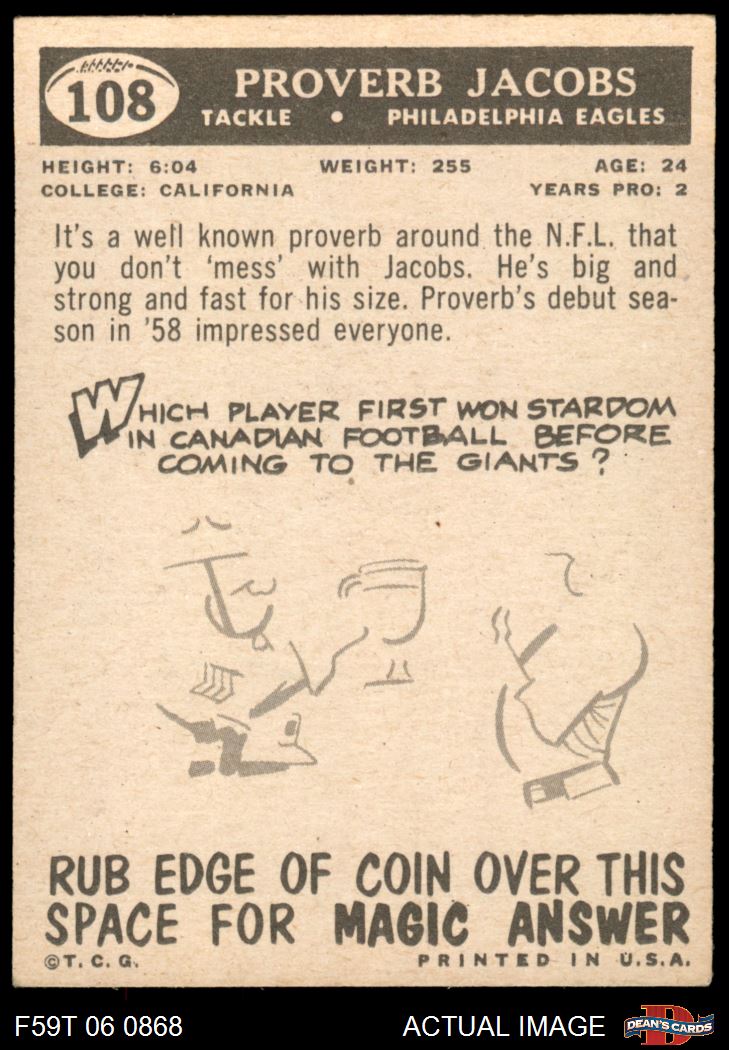 108
PROVERB JACOBS
TACKLE • PHILADELPHIA EAGLES
HEIGHT: 6:04 WEIGHT: 255 AGE: 24
COLLEGE: CALIFORNIA YEARS PRO: 2
It's a well known proverb around the N.F.L. that
you don't 'mess' with Jacobs. He's big and
strong and fast for his size. Proverb's debut sea-
son in '58 impressed everyone.
WHICH PLAYER FIRST WON STARDOM
IN CANADIAN FOOTBALL BEFORE
COMING TO THE GIANTS?
RUB EDGE OF COIN OVER THIS
SPACE FOR MAGIC ANSWER
©T. C. G. PRINTED IN U.S.A.
F59T 06 0868 ACTUAL IMAGE DEAN'S CARDS